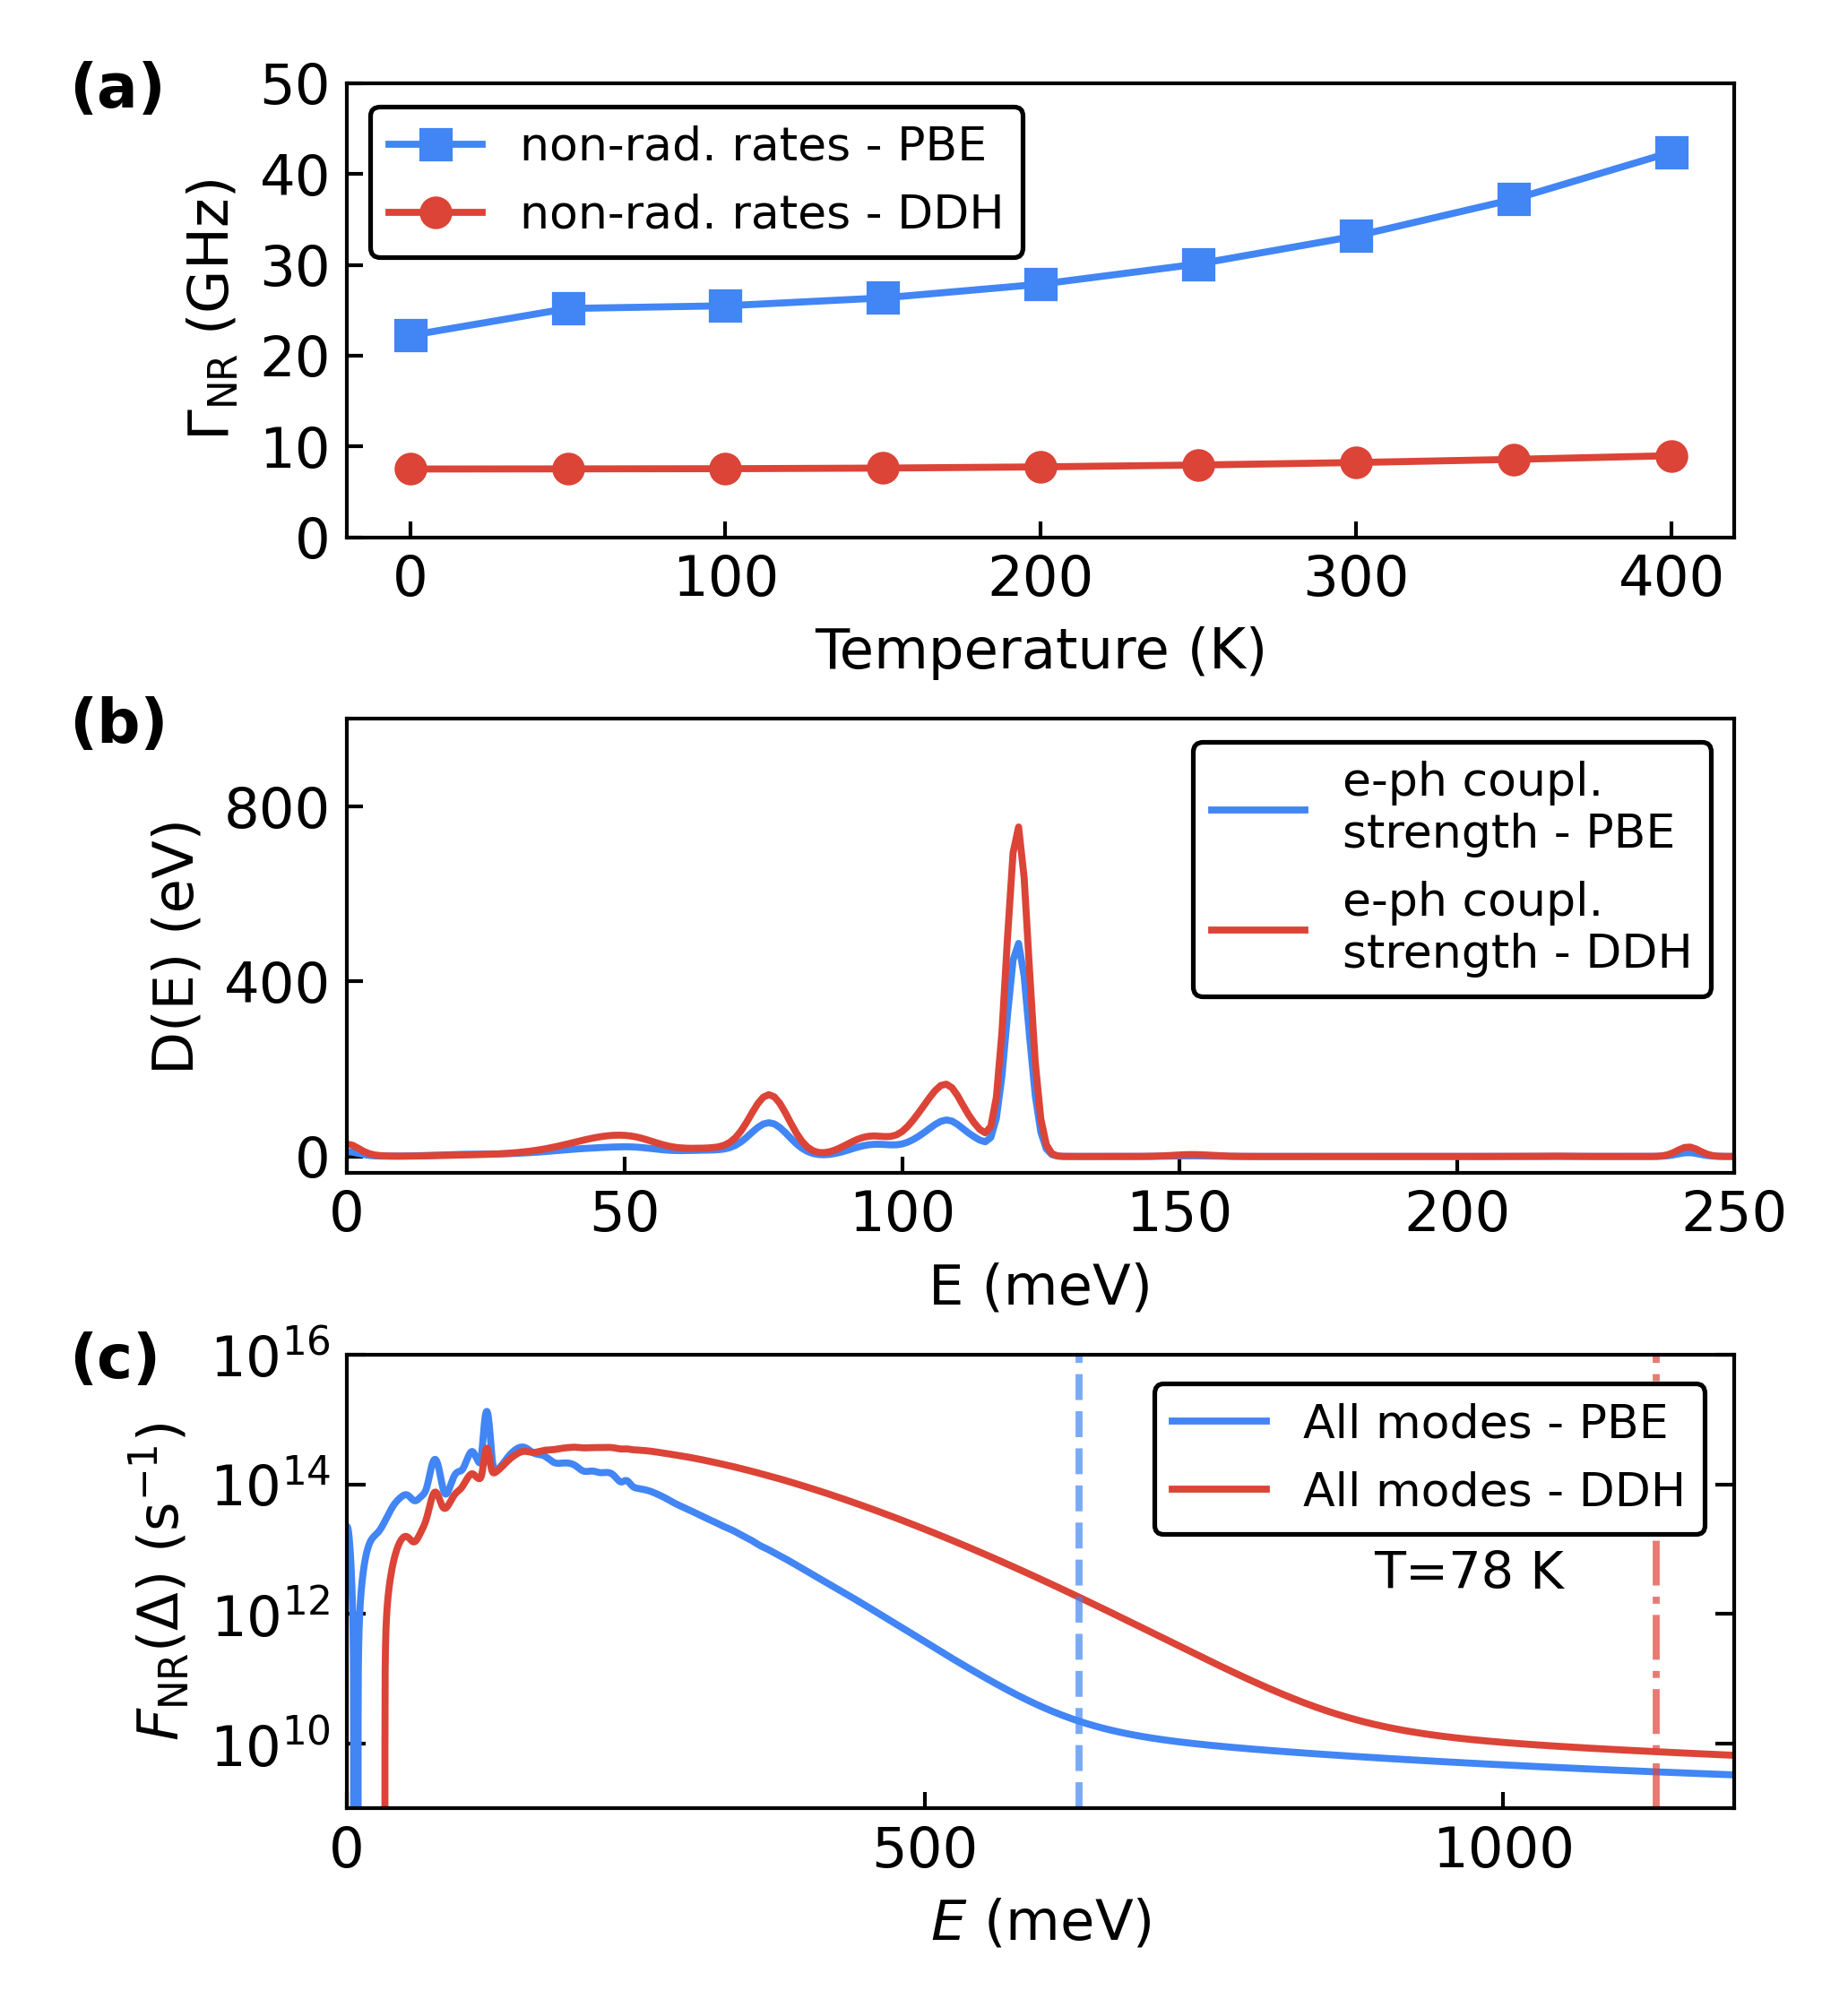 (a)
50
40
30
20
10
0
Γ_NR (GHz)
non-rad. rates - PBE
non-rad. rates - DDH
0 100 200 300 400
Temperature (K)
(b)
800
400
0
D(E) (eV)
e-ph coupl.
strength - PBE
e-ph coupl.
strength - DDH
0 50 100 150 200 250
E (meV)
(c)
10^16
10^14
10^12
10^10
F_NR(Δ) (s^−1)
All modes - PBE
All modes - DDH
T=78 K
0 500 1000
E (meV)